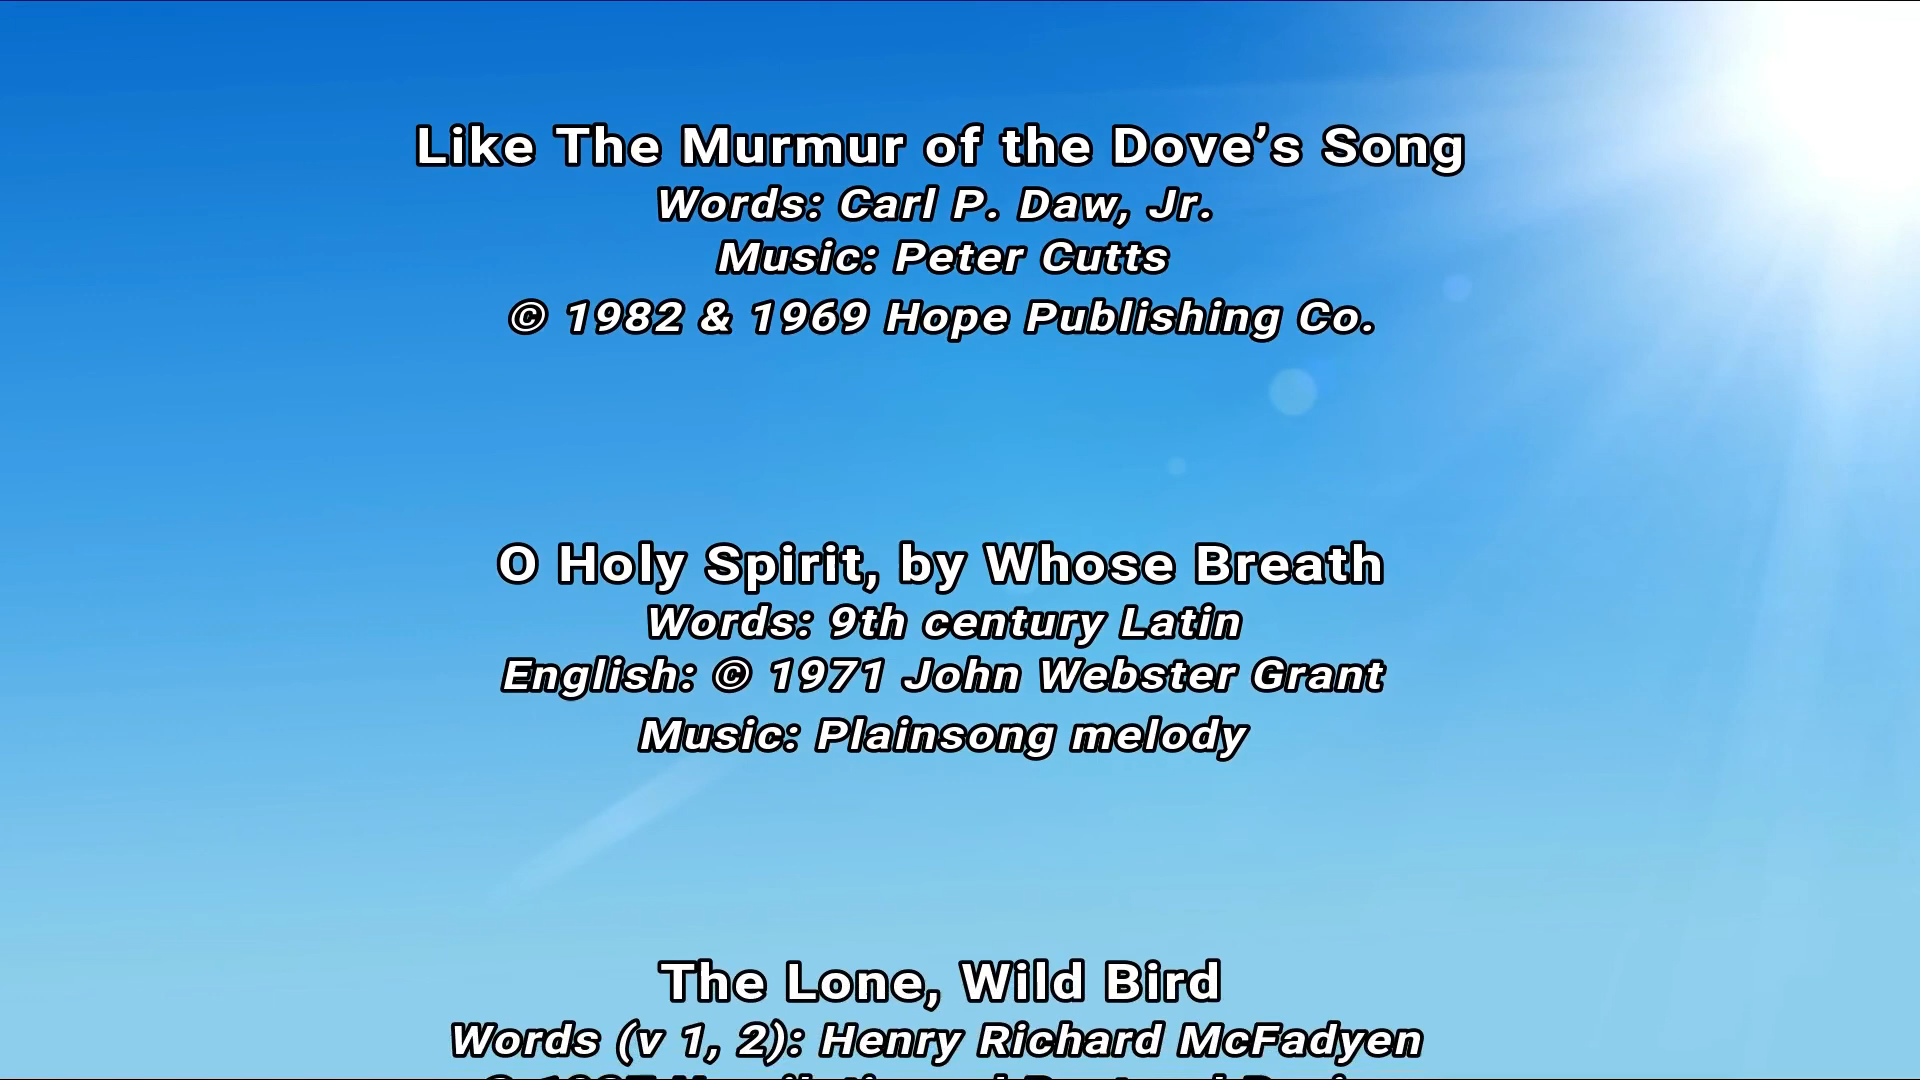 Like The Murmur of the Dove’s Song
Words: Carl P. Daw, Jr.
Music: Peter Cutts
© 1982 & 1969 Hope Publishing Co.
O Holy Spirit, by Whose Breath
Words: 9th century Latin
English: © 1971 John Webster Grant
Music: Plainsong melody
The Lone, Wild Bird
Words (v 1, 2): Henry Richard McFadyen